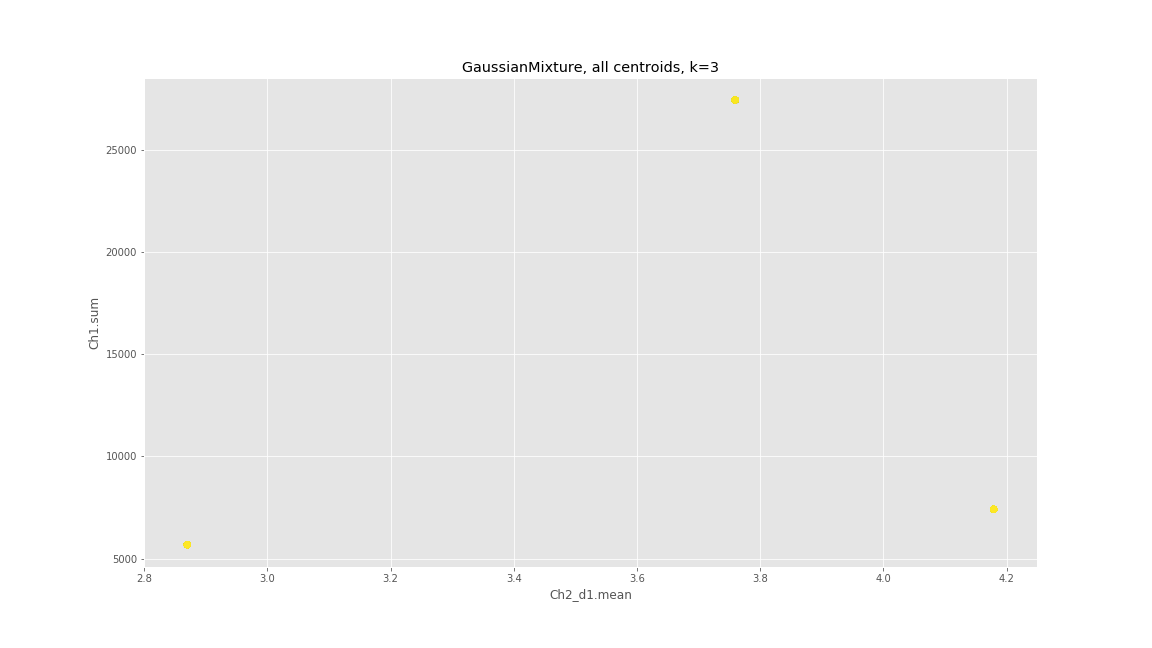 GaussianMixture, all centroids, k=3
25000
20000
15000
10000
5000
Ch1.sum
2.8 3.0 3.2 3.4 3.6 3.8 4.0 4.2
Ch2_d1.mean